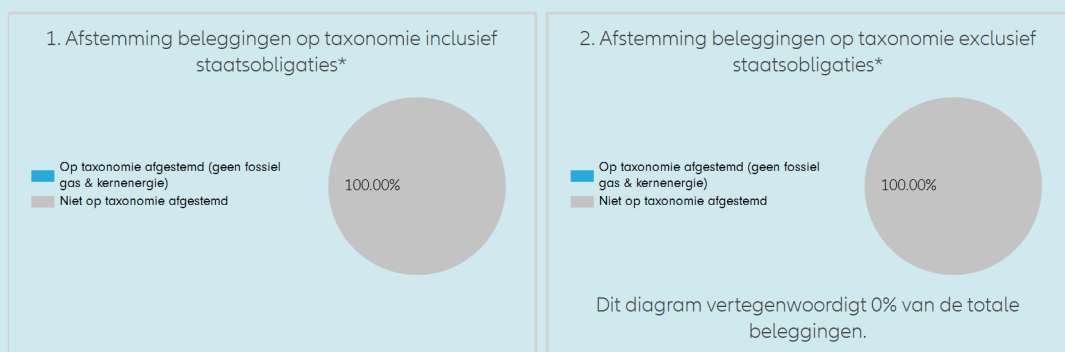 1. Afstemming beleggingen op taxonomie inclusief
staatsobligaties*
Op taxonomie afgestemd (geen fossiel
gas & kernenergie)
Niet op taxonomie afgestemd
100.00%
2. Afstemming beleggingen op taxonomie exclusief
staatsobligaties*
Op taxonomie afgestemd (geen fossiel
gas & kernenergie)
Niet op taxonomie afgestemd
100.00%
Dit diagram vertegenwoordigt 0% van de totale
beleggingen.